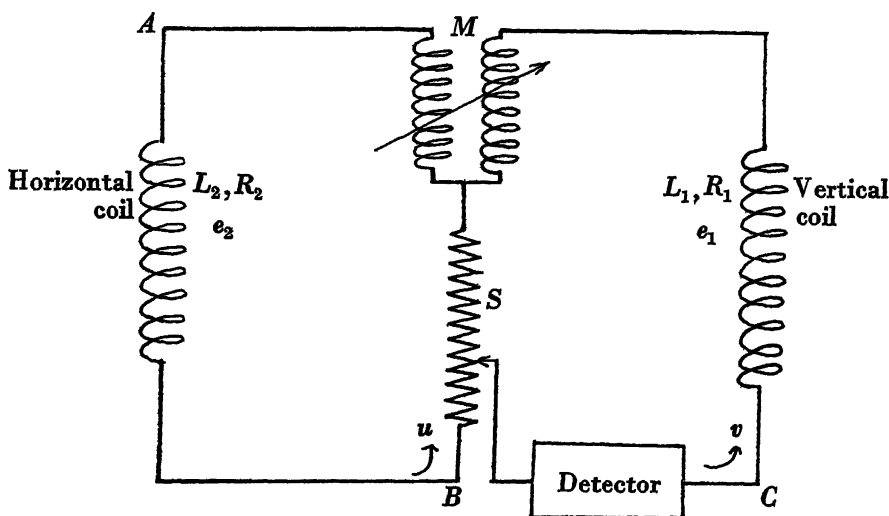 A
M
Horizontal
coil
L₂, R₂
e₂
L₁, R₁
e₁
Vertical
coil
S
u
v
B
Detector
C